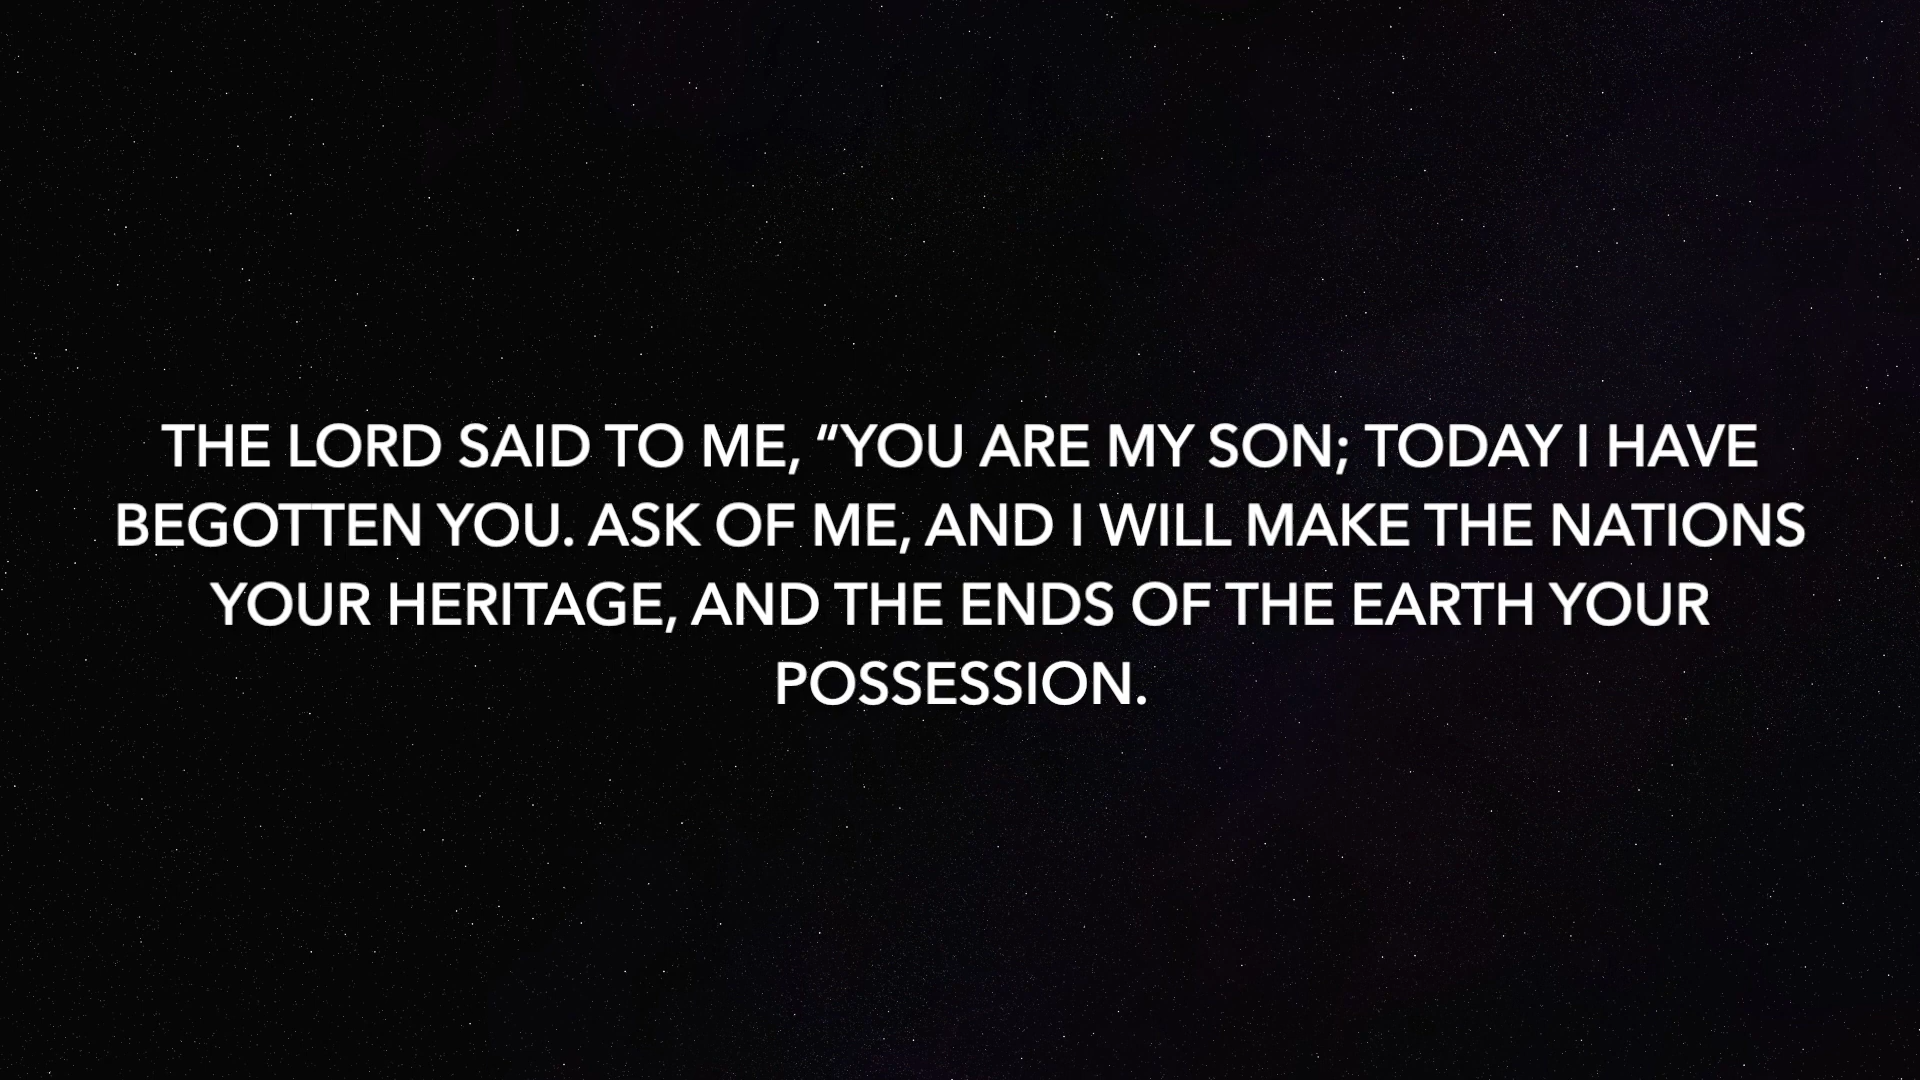 THE LORD SAID TO ME, “YOU ARE MY SON; TODAY I HAVE
BEGOTTEN YOU. ASK OF ME, AND I WILL MAKE THE NATIONS
YOUR HERITAGE, AND THE ENDS OF THE EARTH YOUR
POSSESSION.